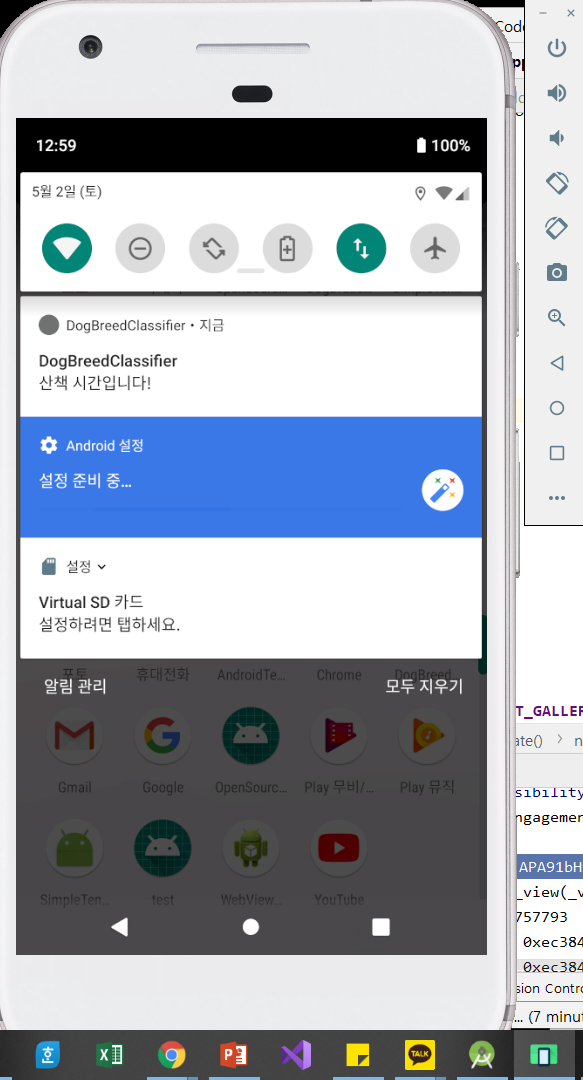 Code
pp
12:59
100%
5월 2일 (토)
DogBreedClassifier • 지금
DogBreedClassifier
산책 시간입니다!
Android 설정
설정 준비 중…
설정
Virtual SD 카드
설정하려면 탭하세요.
포토 휴대전화 AndroidTe… Chrome DogBreed…
알림 관리 모두 지우기
Gmail Google OpenSourc… Play 무비/… Play 뮤직
SimpleTen… test WebView… YouTube
T_GALLER
ate() > n
sibility
ngagemen
APA91bH
_view(_v
757793
0xec384
0xec384
sion Contro
… (7 minut
TALK